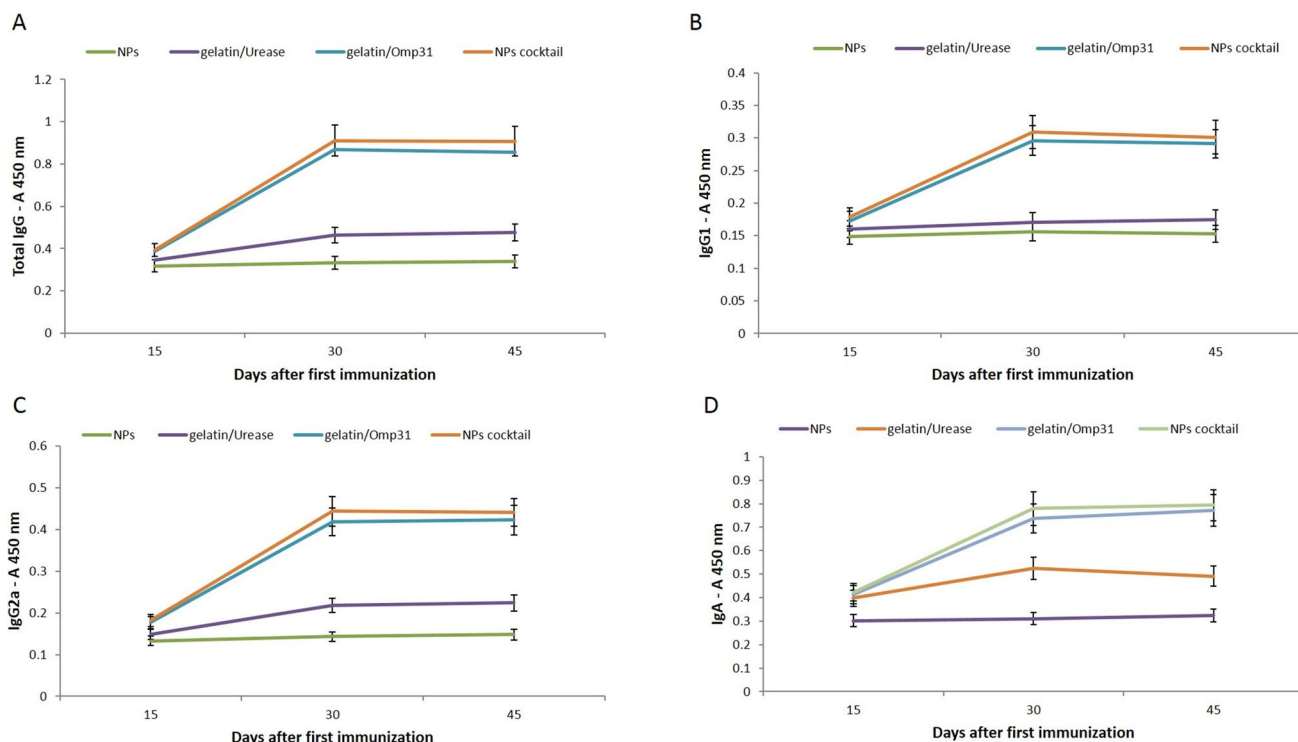 A
NPs gelatin/Urease gelatin/Omp31 NPs cocktail
1.2
1
0.8
0.6
0.4
0.2
0
Total IgG - A 450 nm
15 30 45
Days after first immunization
B
NPs gelatin/Urease gelatin/Omp31 NPs cocktail
0.4
0.35
0.3
0.25
0.2
0.15
0.1
0.05
0
IgG1 - A 450 nm
15 30 45
Days after first immunization
C
NPs gelatin/Urease gelatin/Omp31 NPs cocktail
0.6
0.5
0.4
0.3
0.2
0.1
0
IgG2a - A 450 nm
15 30 45
Days after first immunization
D
NPs gelatin/Urease gelatin/Omp31 NPs cocktail
1
0.9
0.8
0.7
0.6
0.5
0.4
0.3
0.2
0.1
0
IgA - A 450 nm
15 30 45
Days after first immunization